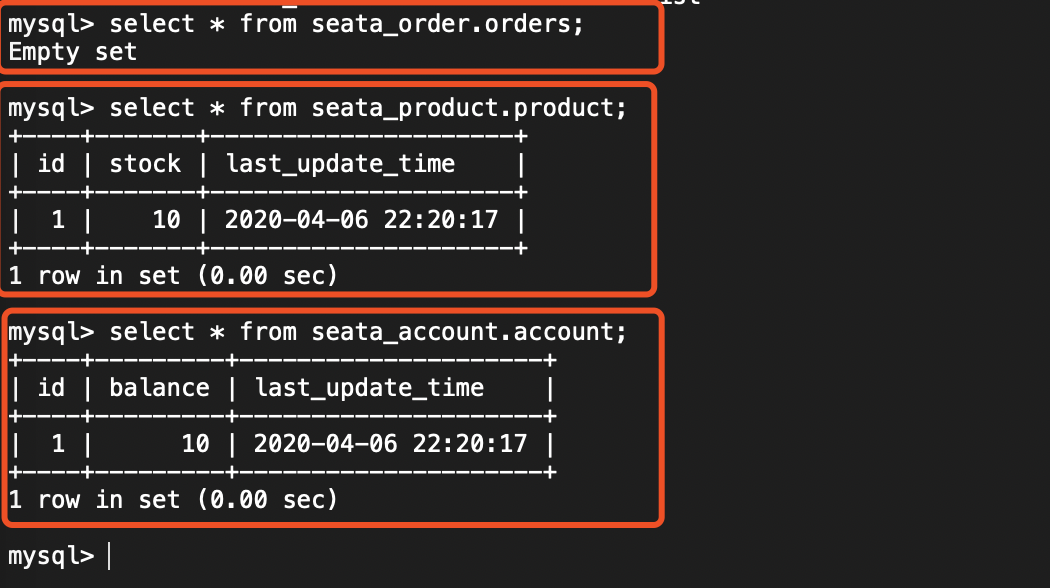 mysql> select * from seata_order.orders;
Empty set
mysql> select * from seata_product.product;
+----+-------+---------------------+
| id | stock | last_update_time    |
+----+-------+---------------------+
|  1 |    10 | 2020-04-06 22:20:17 |
+----+-------+---------------------+
1 row in set (0.00 sec)
mysql> select * from seata_account.account;
+----+---------+---------------------+
| id | balance | last_update_time    |
+----+---------+---------------------+
|  1 |      10 | 2020-04-06 22:20:17 |
+----+---------+---------------------+
1 row in set (0.00 sec)
mysql>